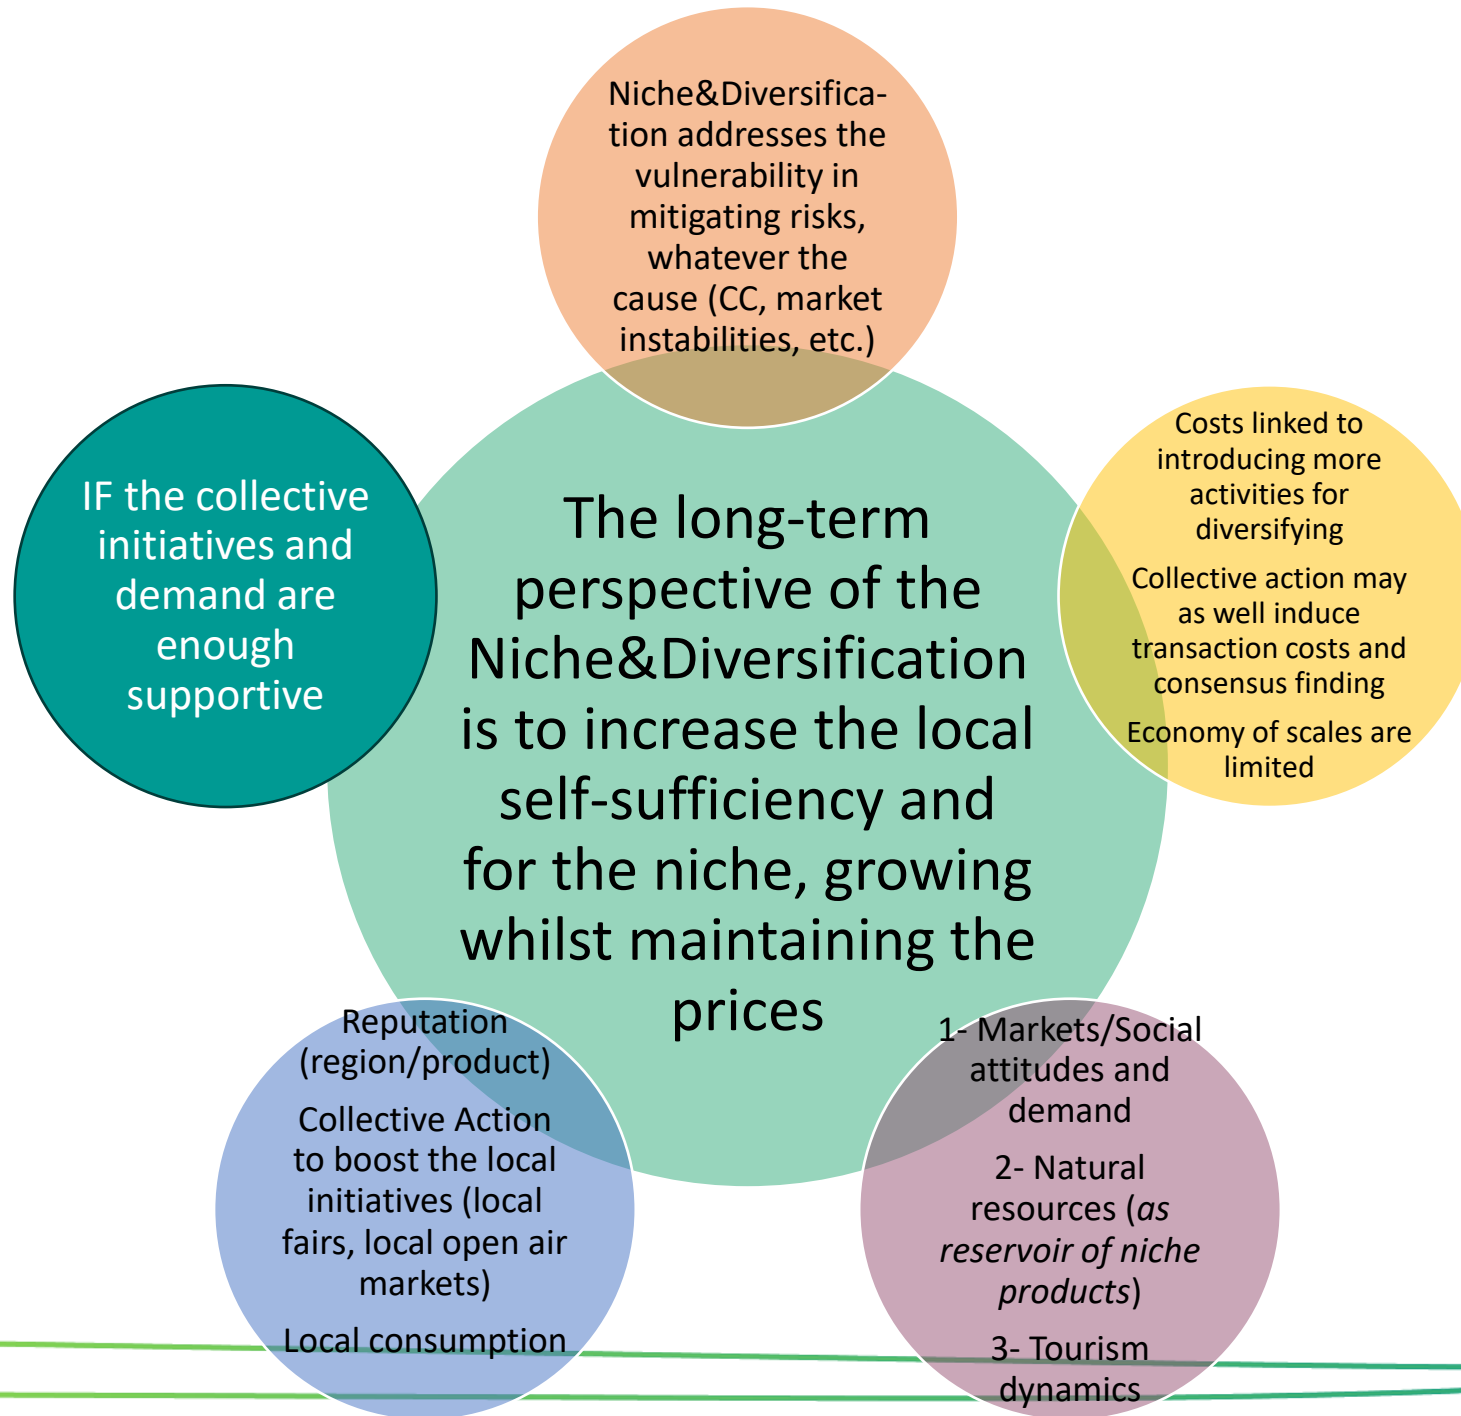 Niche&Diversifica-
tion addresses the
vulnerability in
mitigating risks,
whatever the
cause (CC, market
instabilities, etc.)
IF the collective
initiatives and
demand are
enough
supportive
The long-term
perspective of the
Niche&Diversification
is to increase the local
self-sufficiency and
for the niche, growing
whilst maintaining the
prices
Costs linked to
introducing more
activities for
diversifying
Collective action may
as well induce
transaction costs and
consensus finding
Economy of scales are
limited
Reputation
(region/product)
Collective Action
to boost the local
initiatives (local
fairs, local open air
markets)
Local consumption
1- Markets/Social
attitudes and
demand
2- Natural
resources (as
reservoir of niche
products)
3- Tourism
dynamics